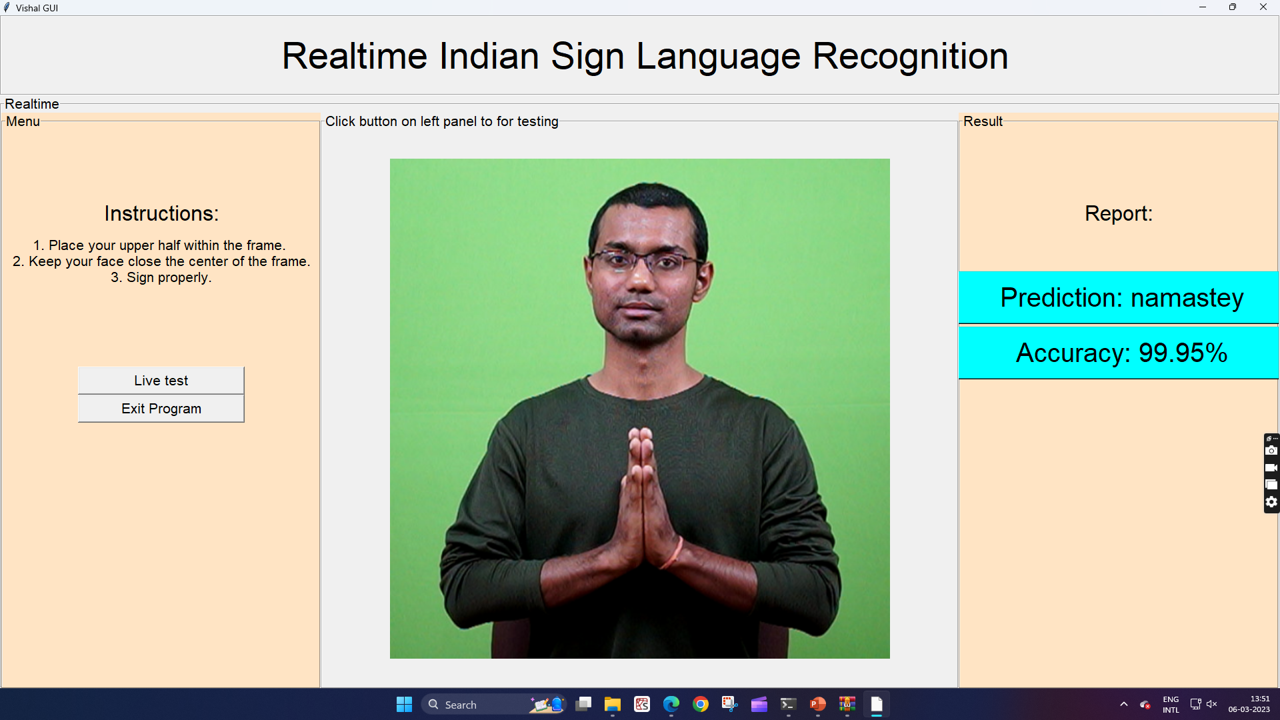 Vishal GUI
Realtime Indian Sign Language Recognition
Realtime
Menu
Click button on left panel to for testing
Result
Instructions:
1. Place your upper half within the frame.
2. Keep your face close the center of the frame.
3. Sign properly.
Live test
Exit Program
Report:
Prediction: namastey
Accuracy: 99.95%
Search
ENG
INTL
13:51
06-03-2023